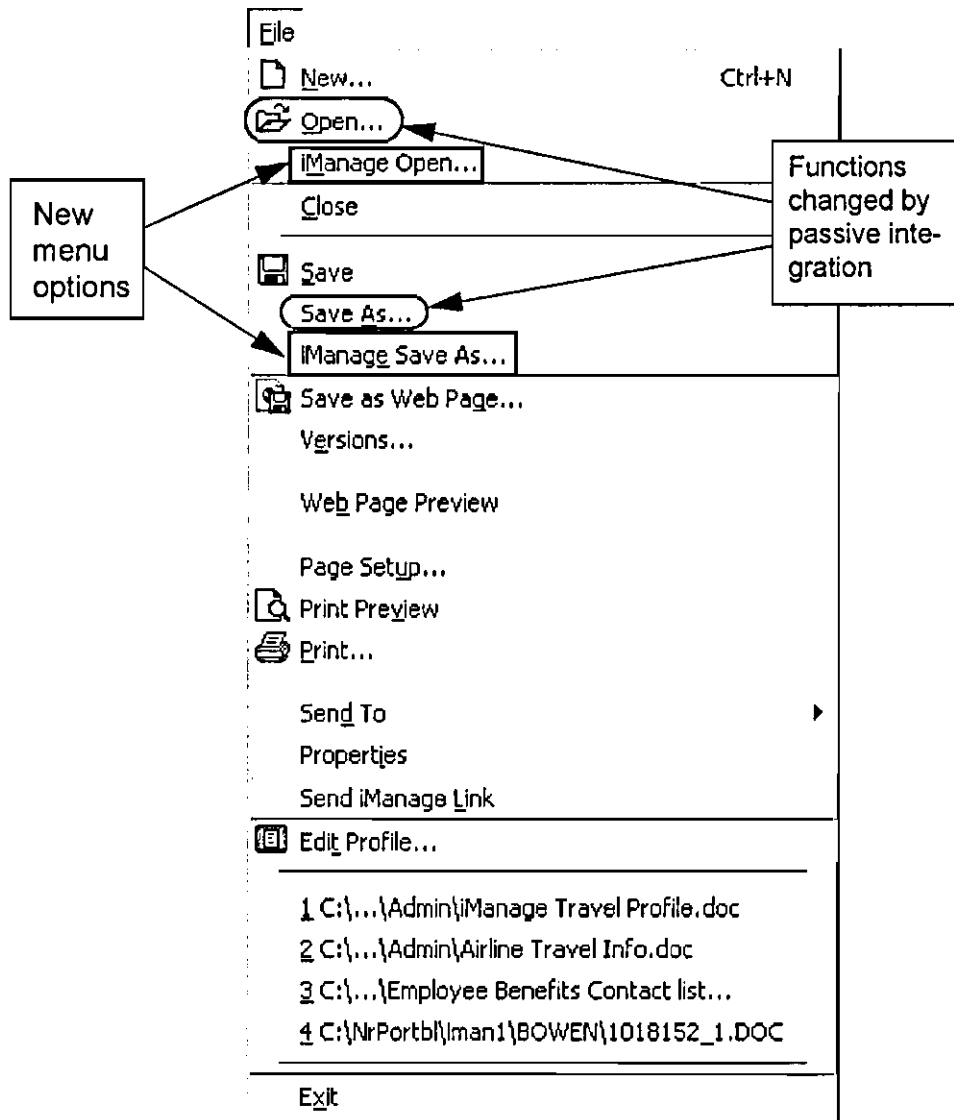 File
New... Ctrl+N
Open...
iManage Open...
Close
Save
Save As...
iManage Save As...
Save as Web Page...
Versions...
Web Page Preview
Page Setup...
Print Preview
Print...
Send To
Properties
Send iManage Link
Edit Profile...
1 C:\...\Admin\iManage Travel Profile.doc
2 C:\...\Admin\Airline Travel Info.doc
3 C:\...\Employee Benefits Contact list...
4 C:\NrPortbl\Iman1\BOWEN\1018152_1.DOC
Exit
New
menu
options
Functions
changed by
passive inte-
gration